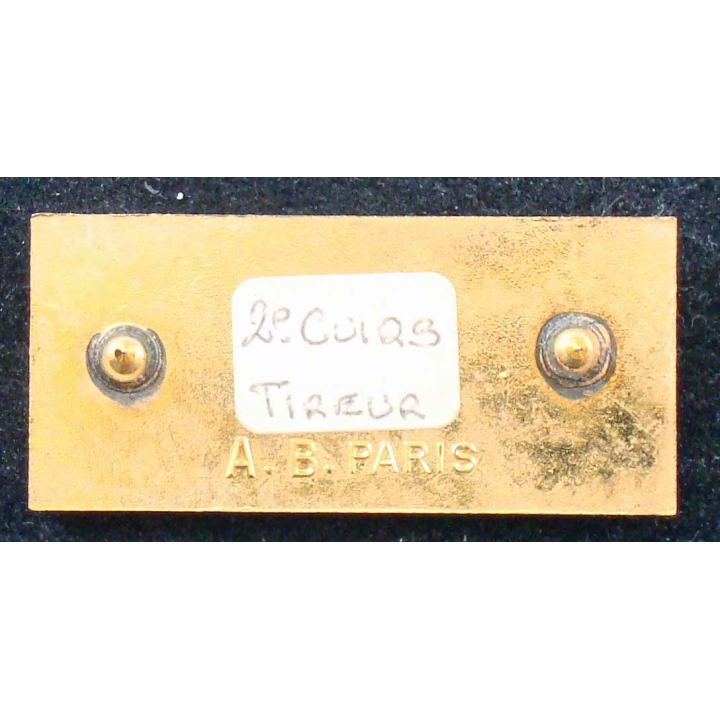 2e CUIRS
TIREUR
A. B. PARIS